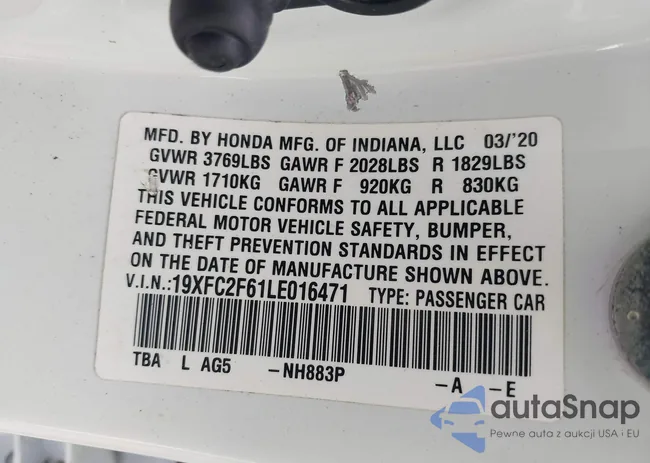 MFD. BY HONDA MFG. OF INDIANA, LLC 03/'20
GVWR 3769LBS GAWR F 2028LBS R 1829LBS
GVWR 1710KG GAWR F 920KG R 830KG
THIS VEHICLE CONFORMS TO ALL APPLICABLE
FEDERAL MOTOR VEHICLE SAFETY, BUMPER,
AND THEFT PREVENTION STANDARDS IN EFFECT
ON THE DATE OF MANUFACTURE SHOWN ABOVE.
V.I.N.:19XFC2F61LE016471 TYPE: PASSENGER CAR
TBA L AG5 -NH883P -A -E
autaSnap
Pewne auta z aukcji USA i EU